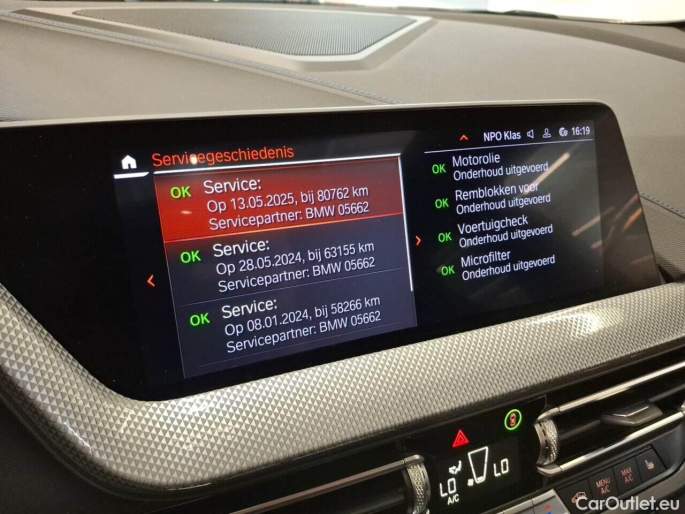 NPO Klas 16:19
Servicegeschiedenis
OK Service:
Op 13.05.2025, bij 80762 km
Servicepartner: BMW 05662
OK Service:
Op 28.05.2024, bij 63155 km
Servicepartner: BMW 05662
OK Service:
Op 08.01.2024, bij 58266 km
Servicepartner: BMW 05662
OK Motorolie
Onderhoud uitgevoerd
OK Remblokken voor
Onderhoud uitgevoerd
OK Voertuigcheck
Onderhoud uitgevoerd
OK Microfilter
Onderhoud uitgevoerd
LO A/C LO
MENU A/C
MAX A/C
CarOutlet.eu